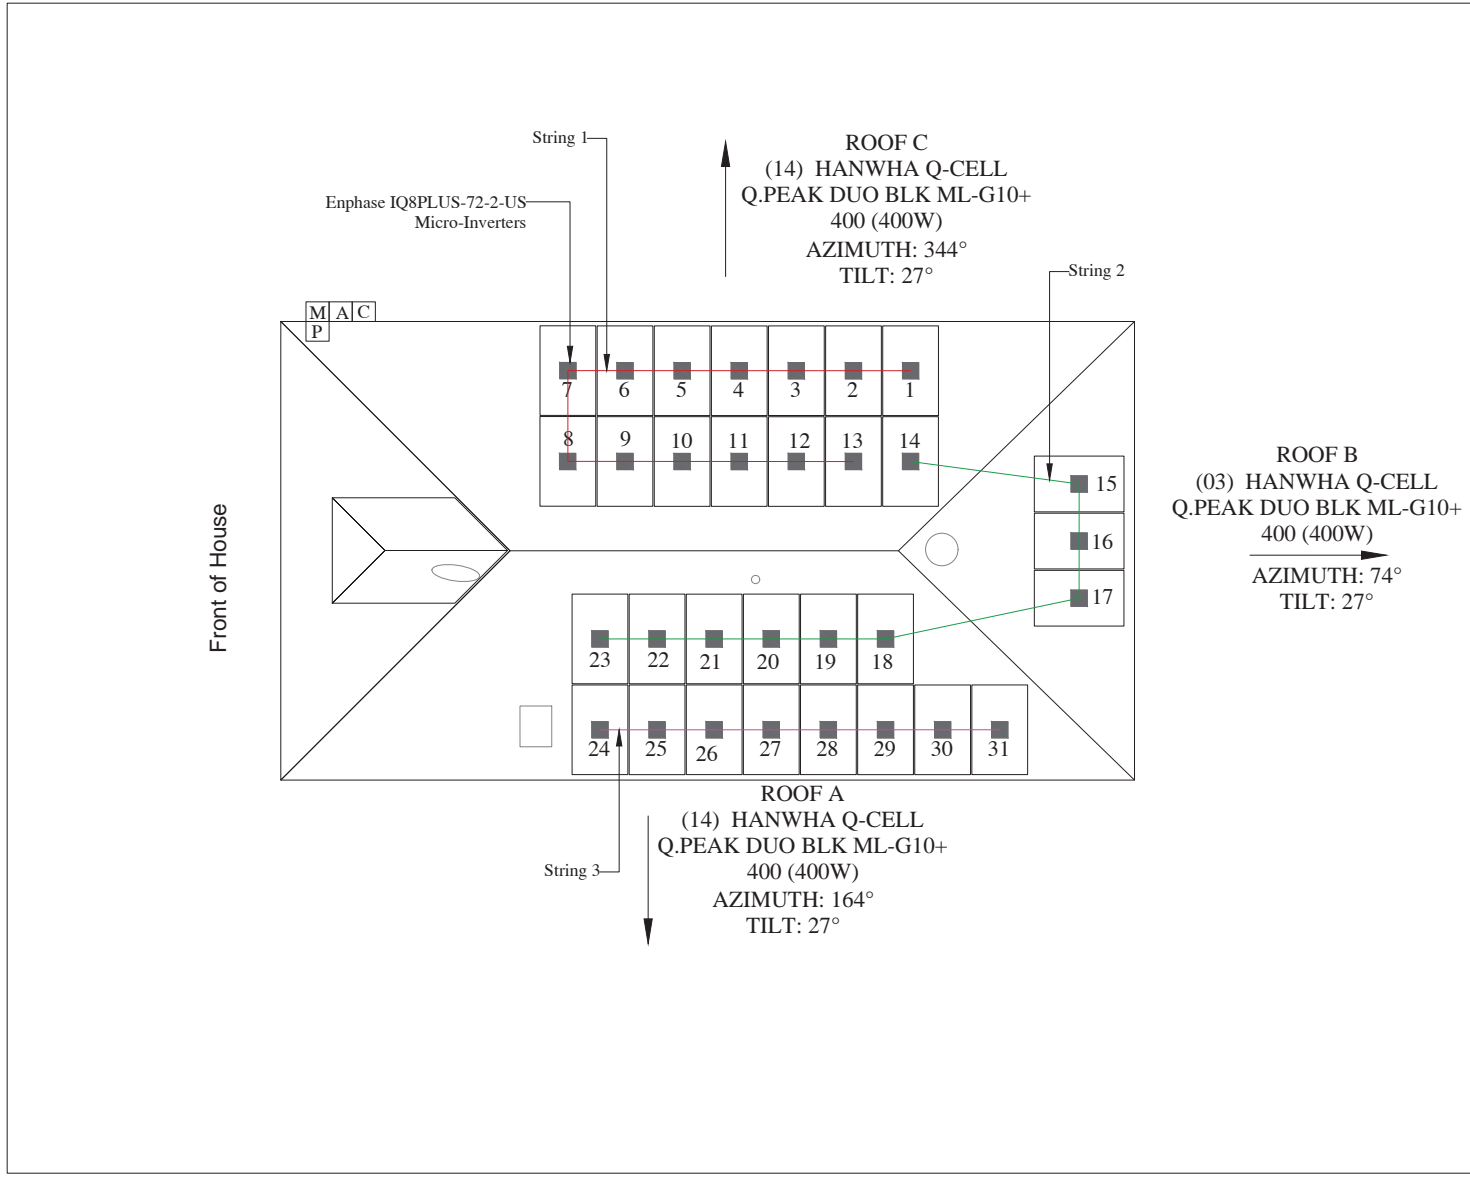 String 1
ROOF C
(14) HANWHA Q-CELL
Q.PEAK DUO BLK ML-G10+
400 (400W)
AZIMUTH: 344°
TILT: 27°
Enphase IQ8PLUS-72-2-US
Micro-Inverters
String 2
M A C
P
7 6 5 4 3 2 1
8 9 10 11 12 13 14
15
16
17
ROOF B
(03) HANWHA Q-CELL
Q.PEAK DUO BLK ML-G10+
400 (400W)
AZIMUTH: 74°
TILT: 27°
Front of House
23 22 21 20 19 18
24 25 26 27 28 29 30 31
ROOF A
(14) HANWHA Q-CELL
Q.PEAK DUO BLK ML-G10+
400 (400W)
AZIMUTH: 164°
TILT: 27°
String 3